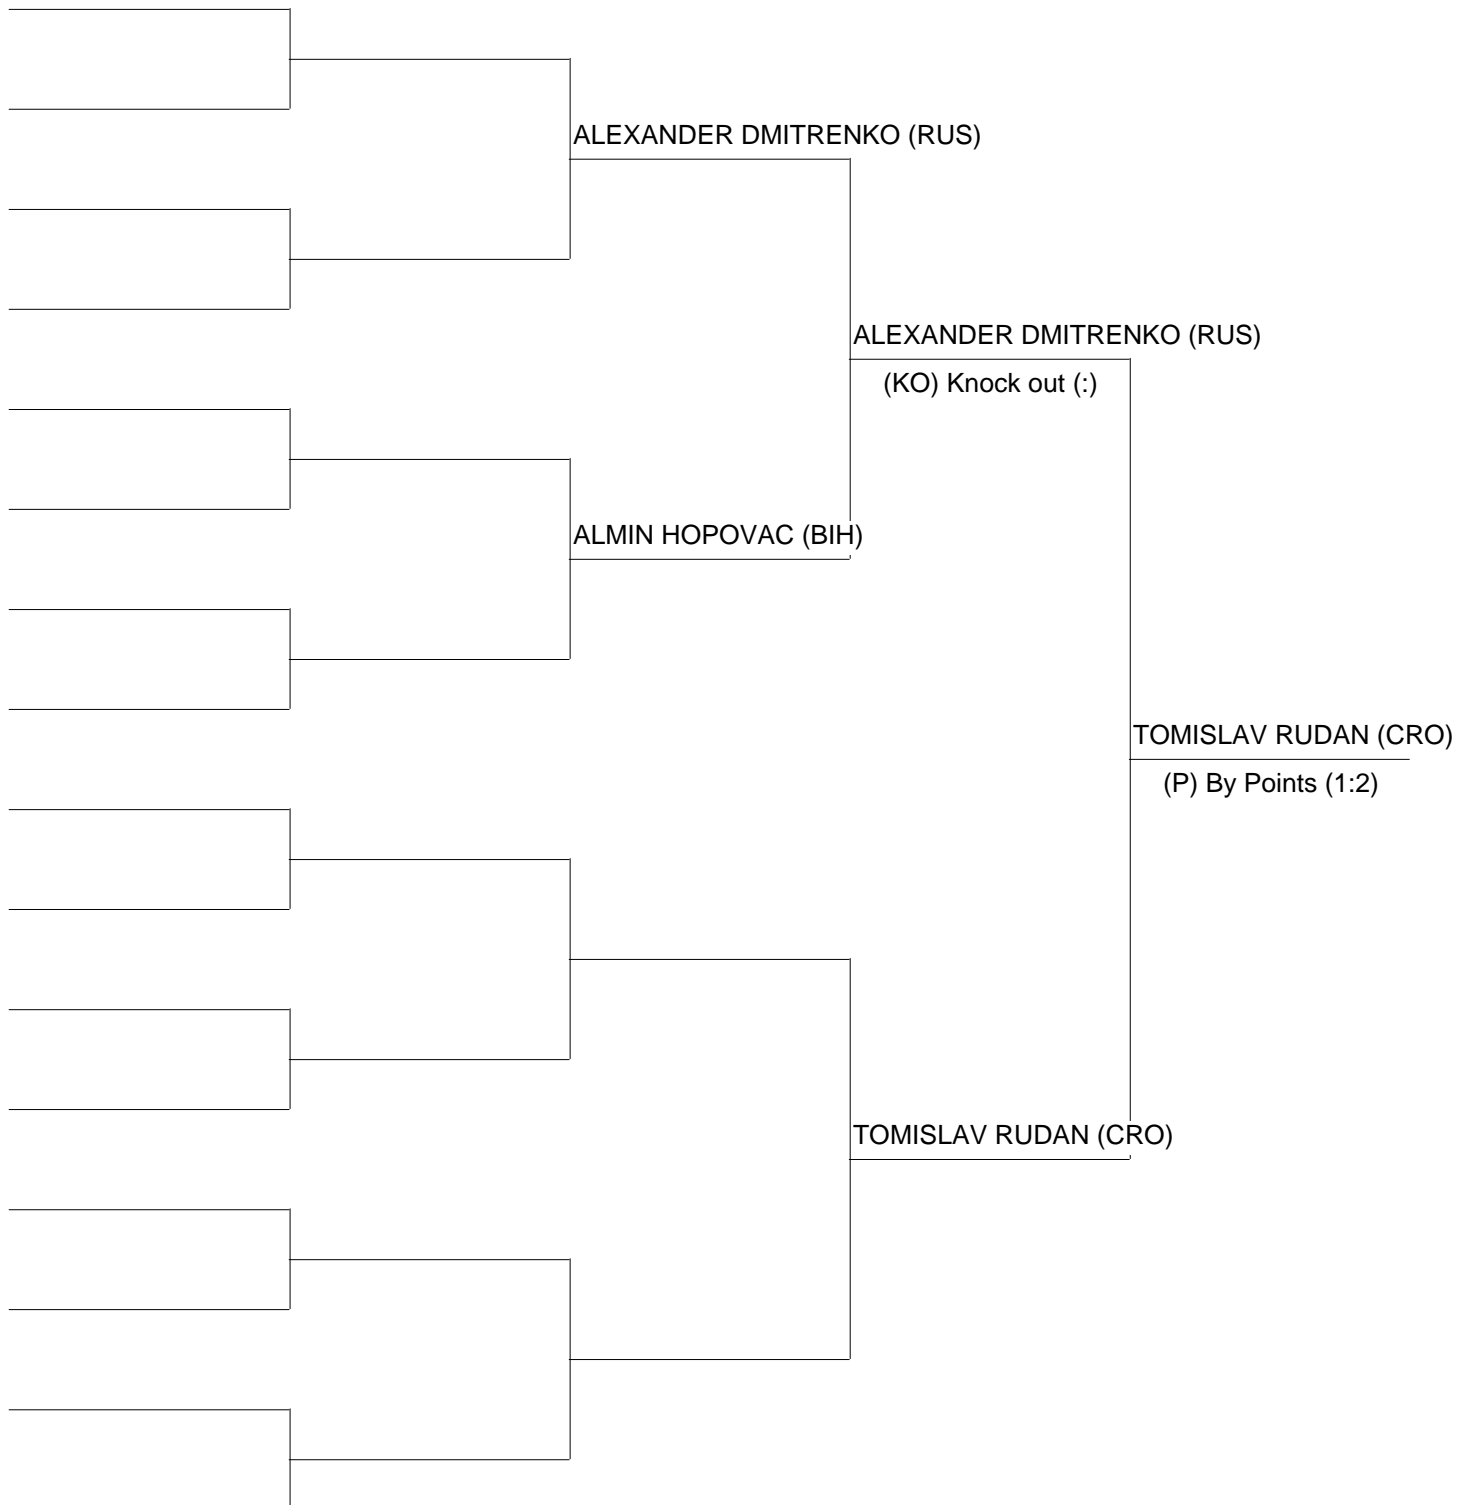 ALEXANDER DMITRENKO (RUS)
ALEXANDER DMITRENKO (RUS)
(KO) Knock out (:)
ALMIN HOPOVAC (BIH)
TOMISLAV RUDAN (CRO)
(P) By Points (1:2)
TOMISLAV RUDAN (CRO)